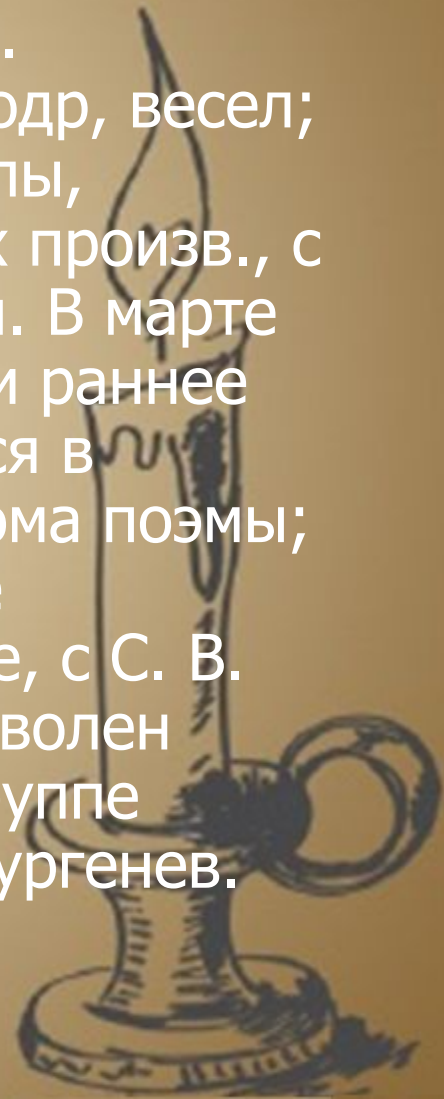 .
одр, весел;
лы,
х произв., с
и. В марте
и раннее
ся в
ома поэмы;
е
е, с С. В.
волен
уппе
ургенев.